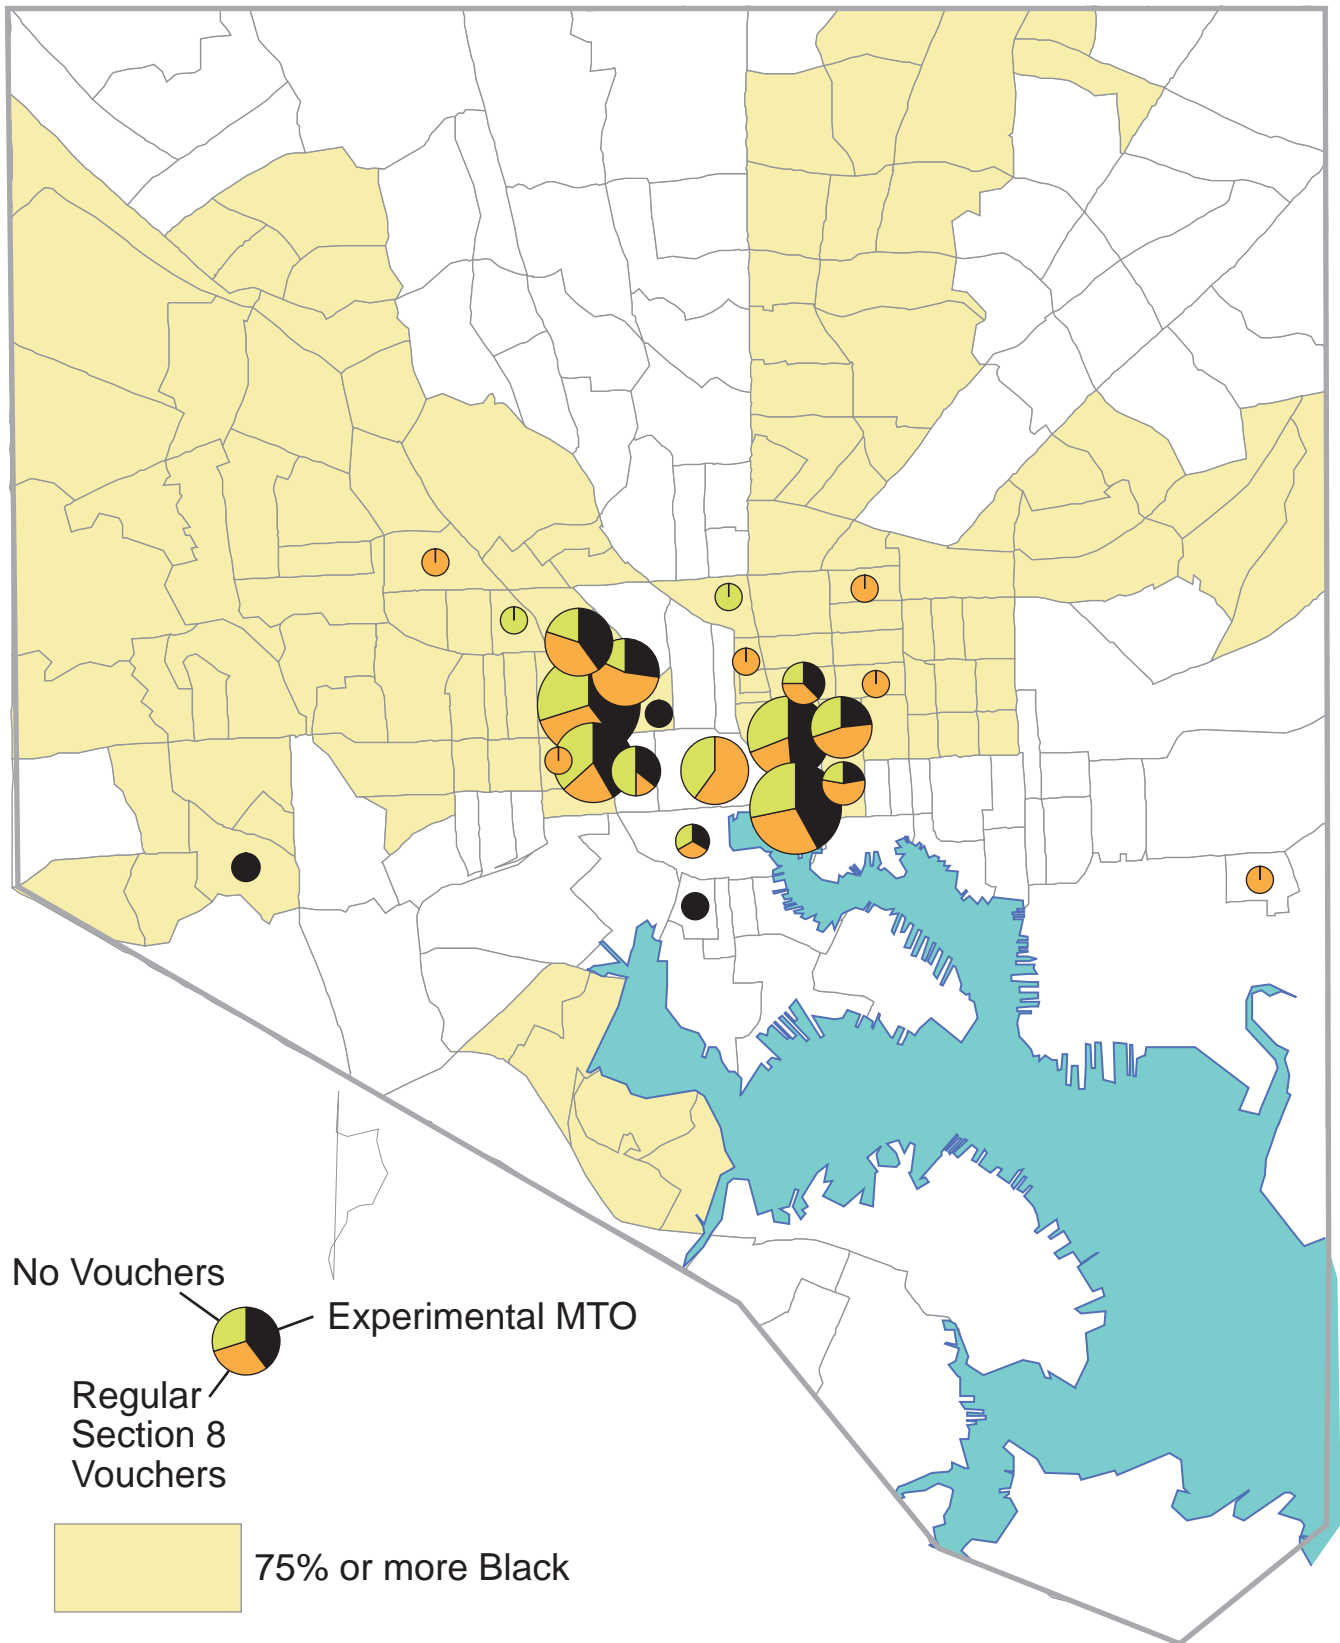 No Vouchers
Experimental MTO
Regular
Section 8
Vouchers
75% or more Black